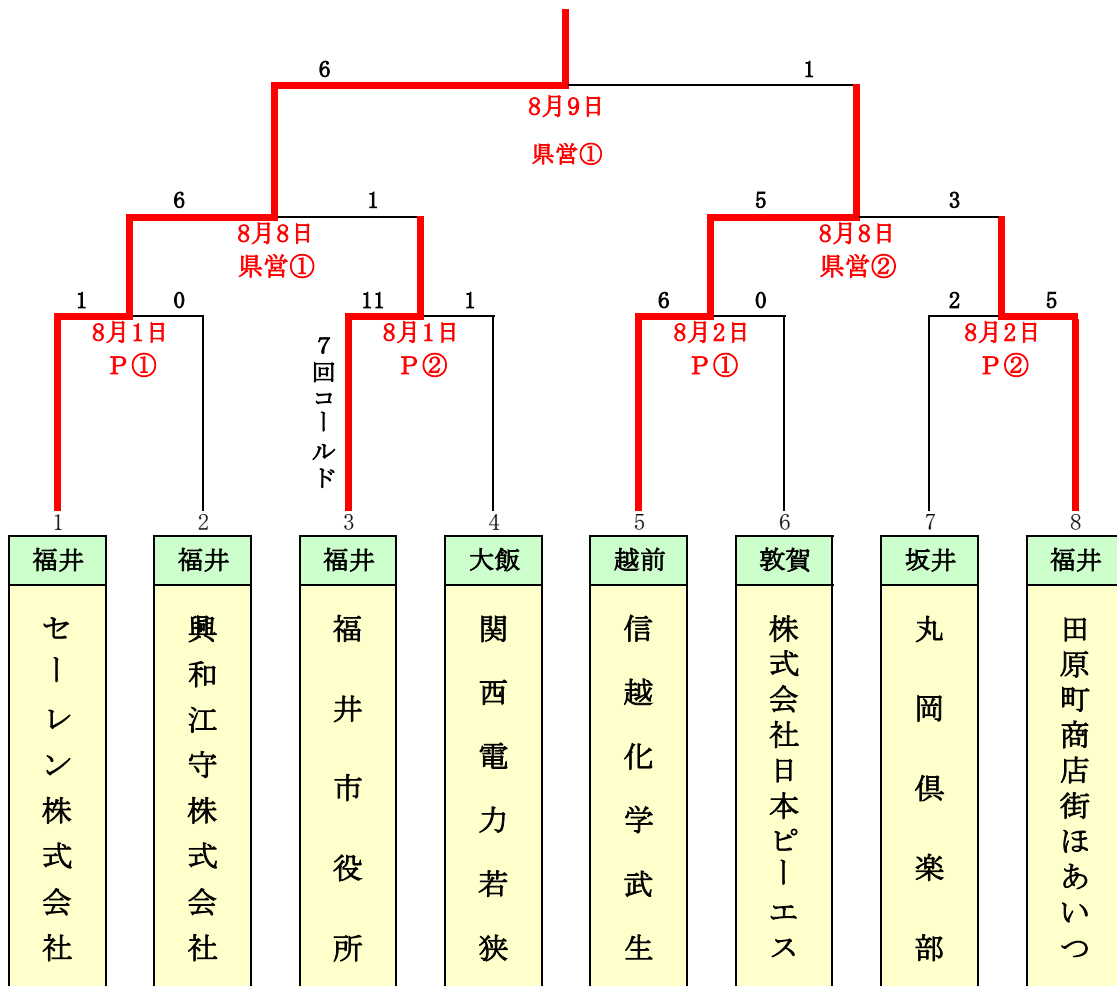 6 1
8月9日
県営①
6 1 5 3
8月8日 8月8日
県営① 県営②
1 0 11 1 6 0 2 5
8月1日 8月1日 8月2日 8月2日
P① P② P① P②
7回コールド
1 2 3 4 5 6 7 8
福井 福井 福井 大飯 越前 敦賀 坂井 福井
セーレン株式会社
興和江守株式会社
福井市役所
関西電力若狭
信越化学武生
株式会社日本ピーエス
丸岡倶楽部
田原町商店街ほあいつ